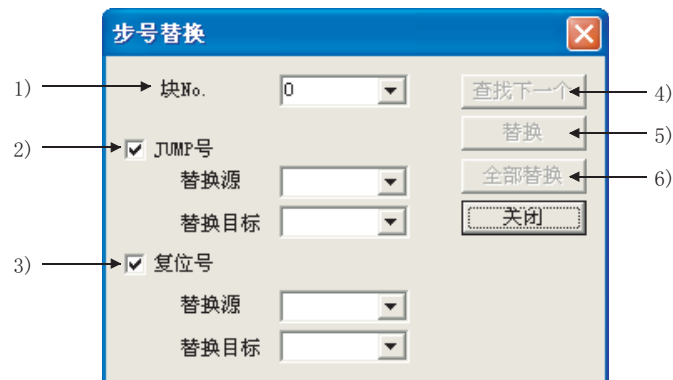 步号替换
1) 块No. 0 查找下一个 4)
替换 5)
2) JUMP号
替换源 全部替换 6)
替换目标 关闭
3) 复位号
替换源
替换目标